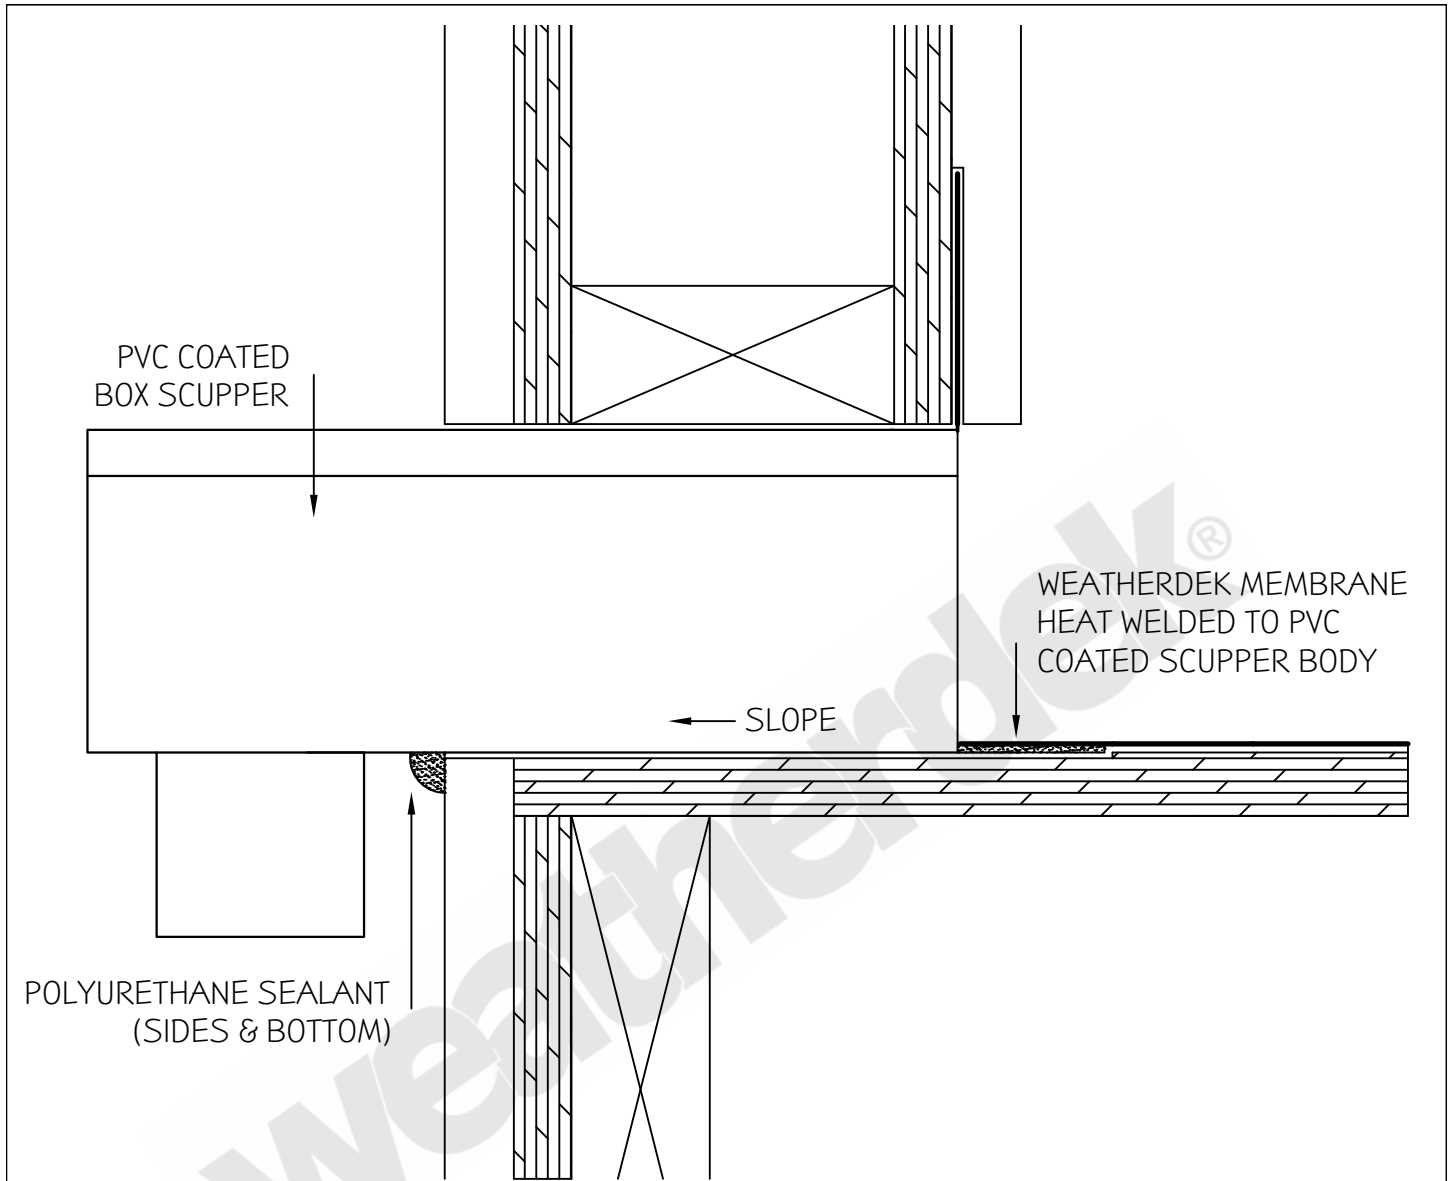 PVC COATED
BOX SCUPPER
WEATHERDEK MEMBRANE
HEAT WELDED TO PVC
COATED SCUPPER BODY
SLOPE
POLYURETHANE SEALANT
(SIDES & BOTTOM)
weatherdek®